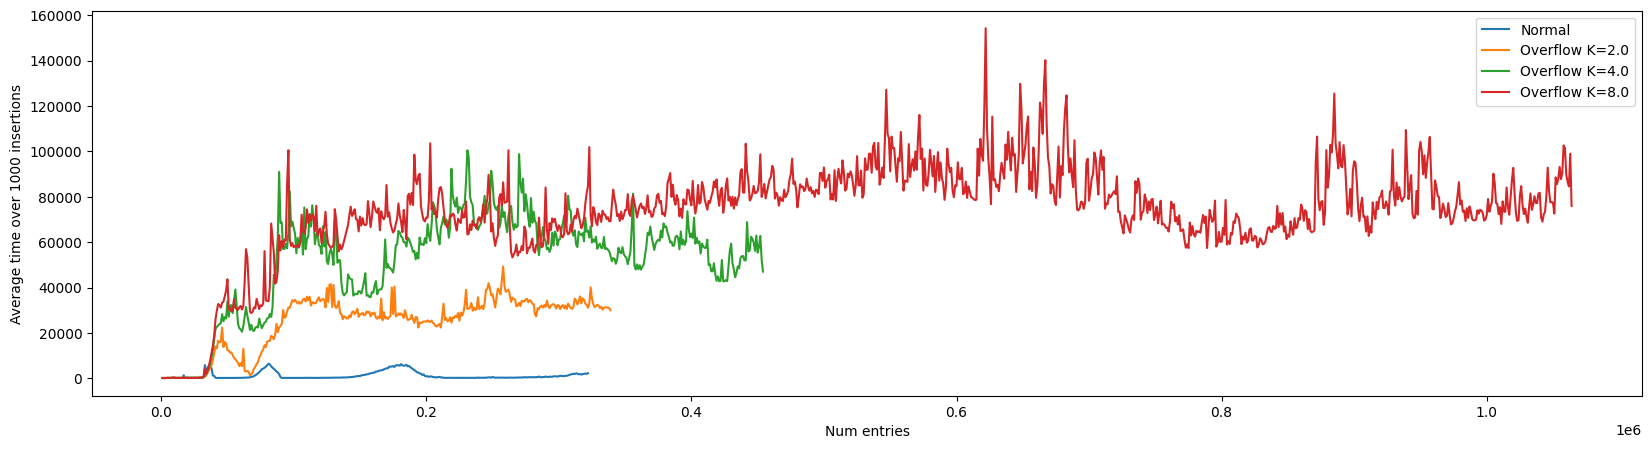 Average time over 1000 insertions
160000
140000
120000
100000
80000
60000
40000
20000
0
Normal
Overflow K=2.0
Overflow K=4.0
Overflow K=8.0
0.0
0.2
0.4
0.6
0.8
1.0
1e6
Num entries